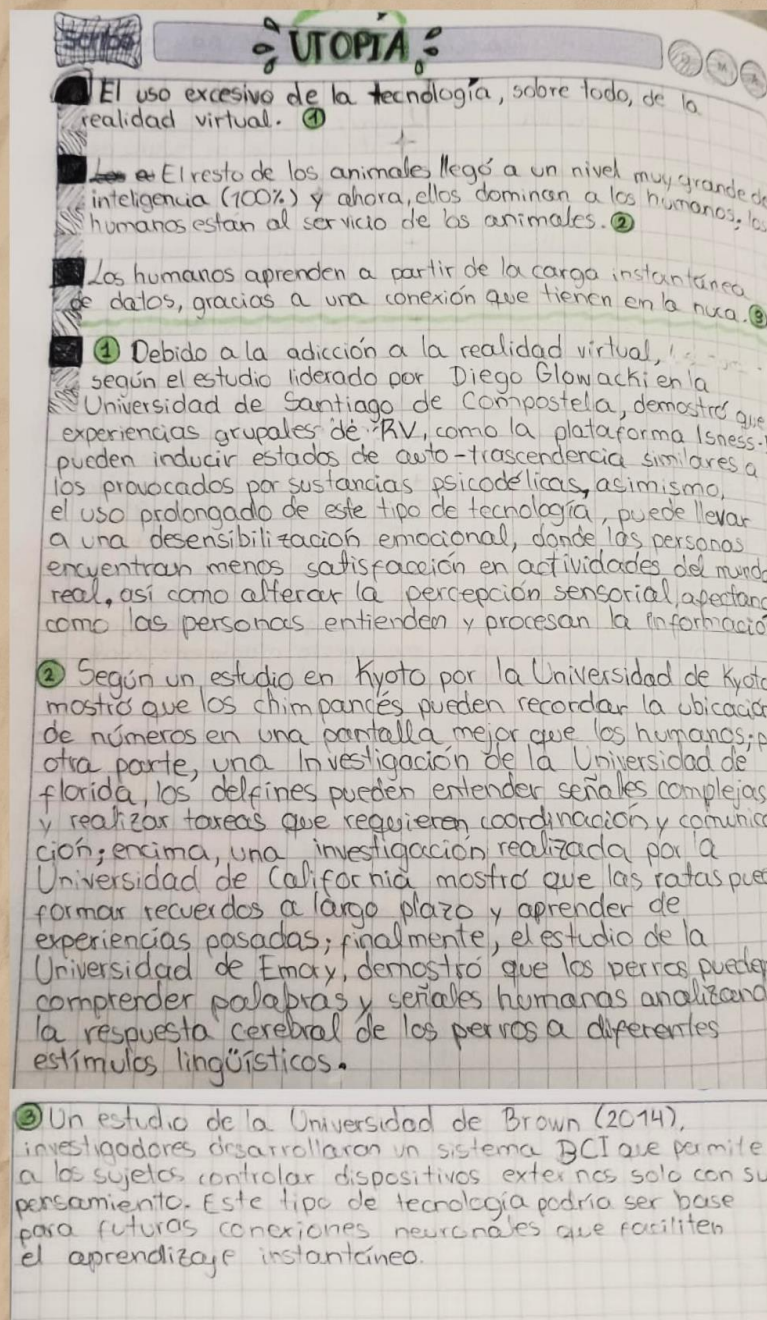 Scribe
UTOPÍA
El uso excesivo de la tecnología, sobre todo, de la
realidad virtual. ①
El resto de los animales llegó a un nivel muy grande de
inteligencia (100%) y ahora, ellos dominan a los humanos; los
humanos están al servicio de los animales. ②
Los humanos aprenden a partir de la carga instantánea
de datos, gracias a una conexión que tienen en la nuca. ③
① Debido a la adicción a la realidad virtual,
según el estudio liderado por Diego Glowacki en la
Universidad de Santiago de Compostela, demostró que
experiencias grupales de RV, como la plataforma Isness-
pueden inducir estados de auto-trascendencia similares a
los provocados por sustancias psicodélicas, asimismo,
el uso prolongado de este tipo de tecnología, puede llevar
a una desensibilización emocional, donde las personas
encuentran menos satisfacción en actividades del mundo
real, así como alterar la percepción sensorial, afectand
como las personas entienden y procesan la informació
② Según un estudio en Kyoto por la Universidad de Kyoto
mostró que los chimpancés pueden recordar la ubicación
de números en una pantalla mejor que los humanos; p
otra parte, una investigación de la Universidad de
florida, los delfines pueden entender señales complejas
y realizar tareas que requieren coordinación y comunica
ción; encima, una investigación realizada por la
Universidad de California mostró que las ratas pued
formar recuerdos a largo plazo y aprender de
experiencias pasadas; finalmente, el estudio de la
Universidad de Emory, demostró que los perros pueden
comprender palabras y señales humanas analizand
la respuesta cerebral de los perros a diferentes
estímulos lingüísticos.
③ Un estudio de la Universidad de Brown (2014),
investigadores desarrollaron un sistema BCI que permite
a los sujetos controlar dispositivos externos solo con su
pensamiento. Este tipo de tecnología podría ser base
para futuras conexiones neuronales que faciliten
el aprendizaje instantáneo.